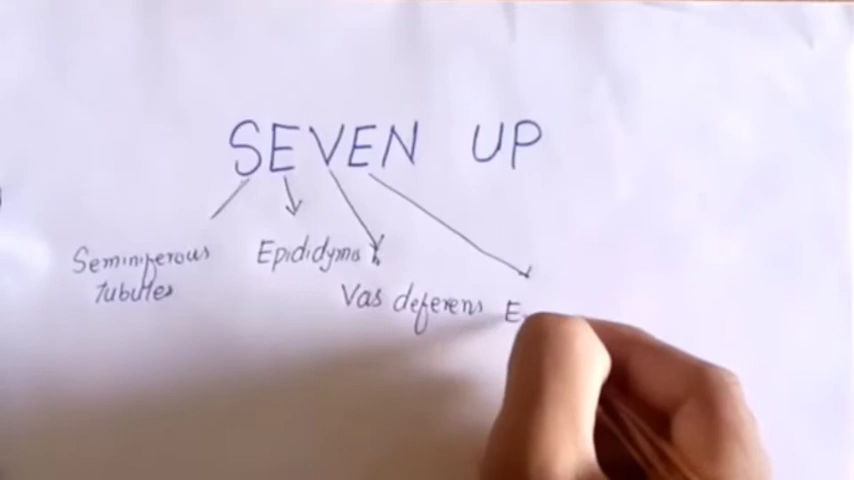 SEVEN UP
Seminiferous
Tubules
Epididymis
Vas deferens
E